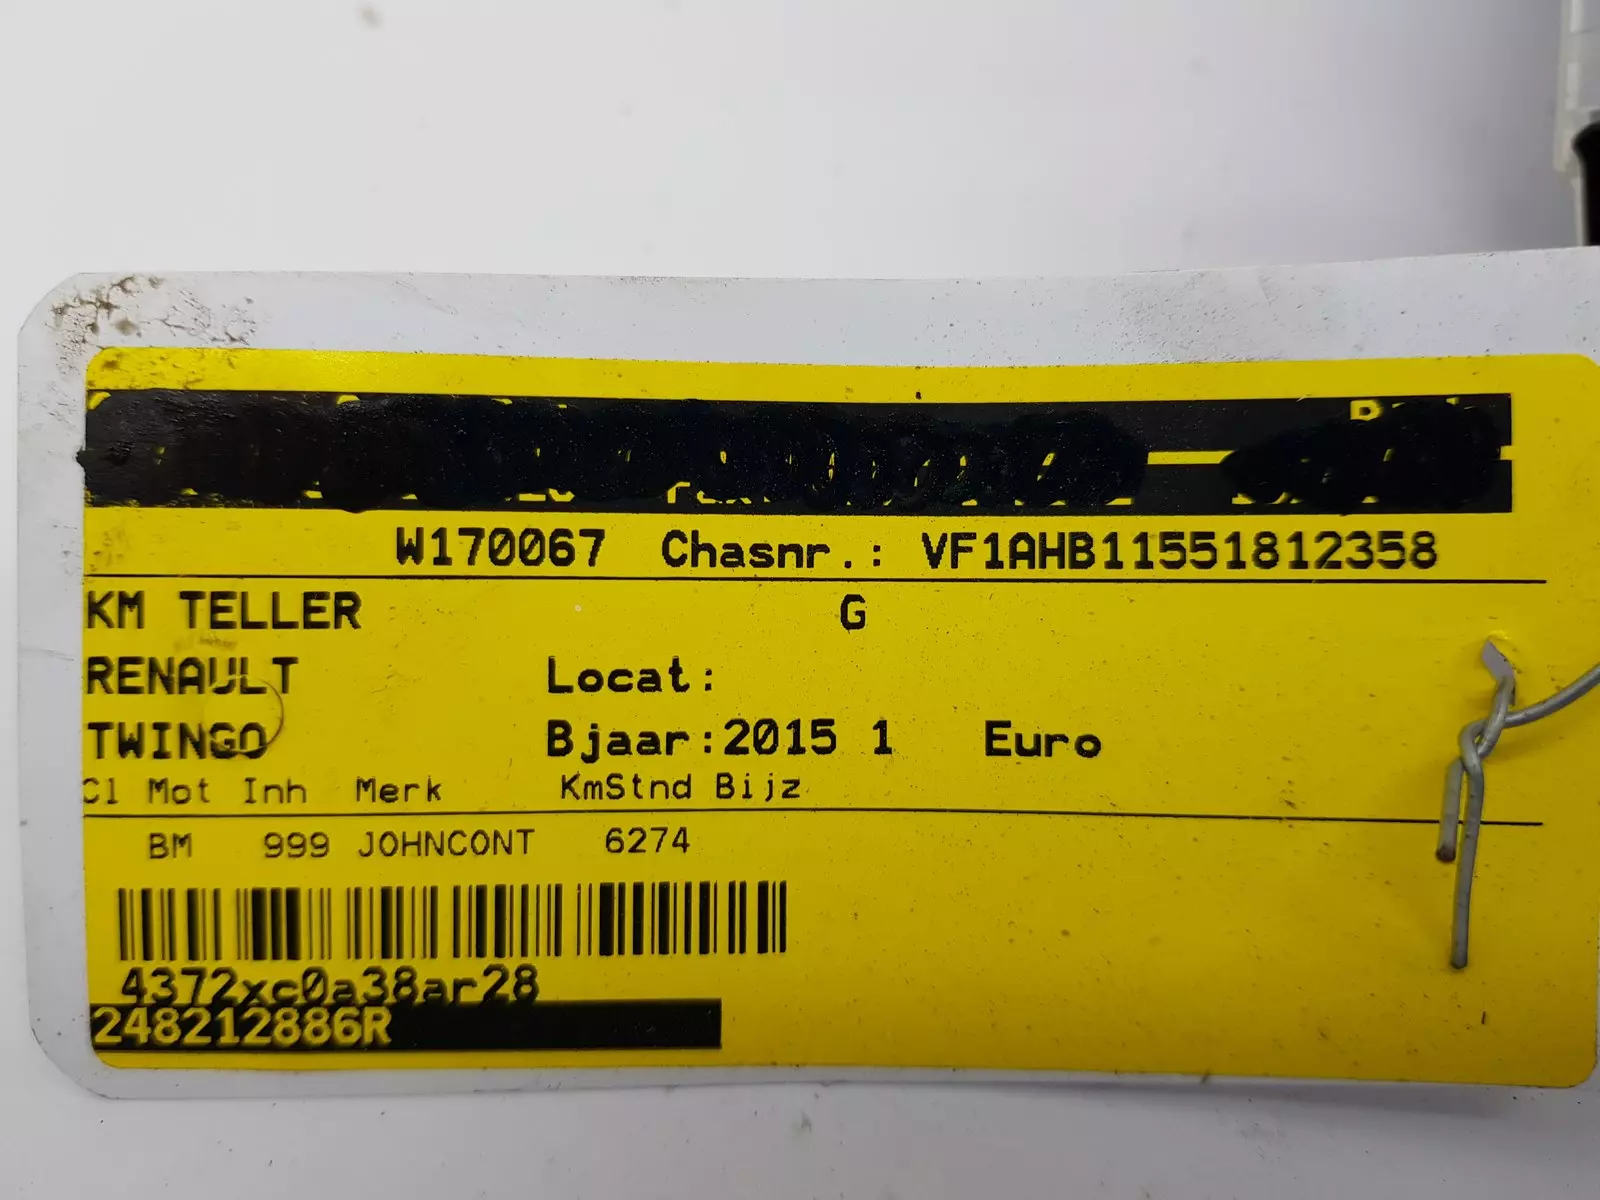 W170067 Chasnr.: VF1AHB11551812358
KM TELLER G
RENAULT Locat:
TWINGO Bjaar:2015 1 Euro
Cl Mot Inh Merk KmStnd Bijz
BM 999 JOHNCONT 6274
4372xc0a38ar28
248212886R